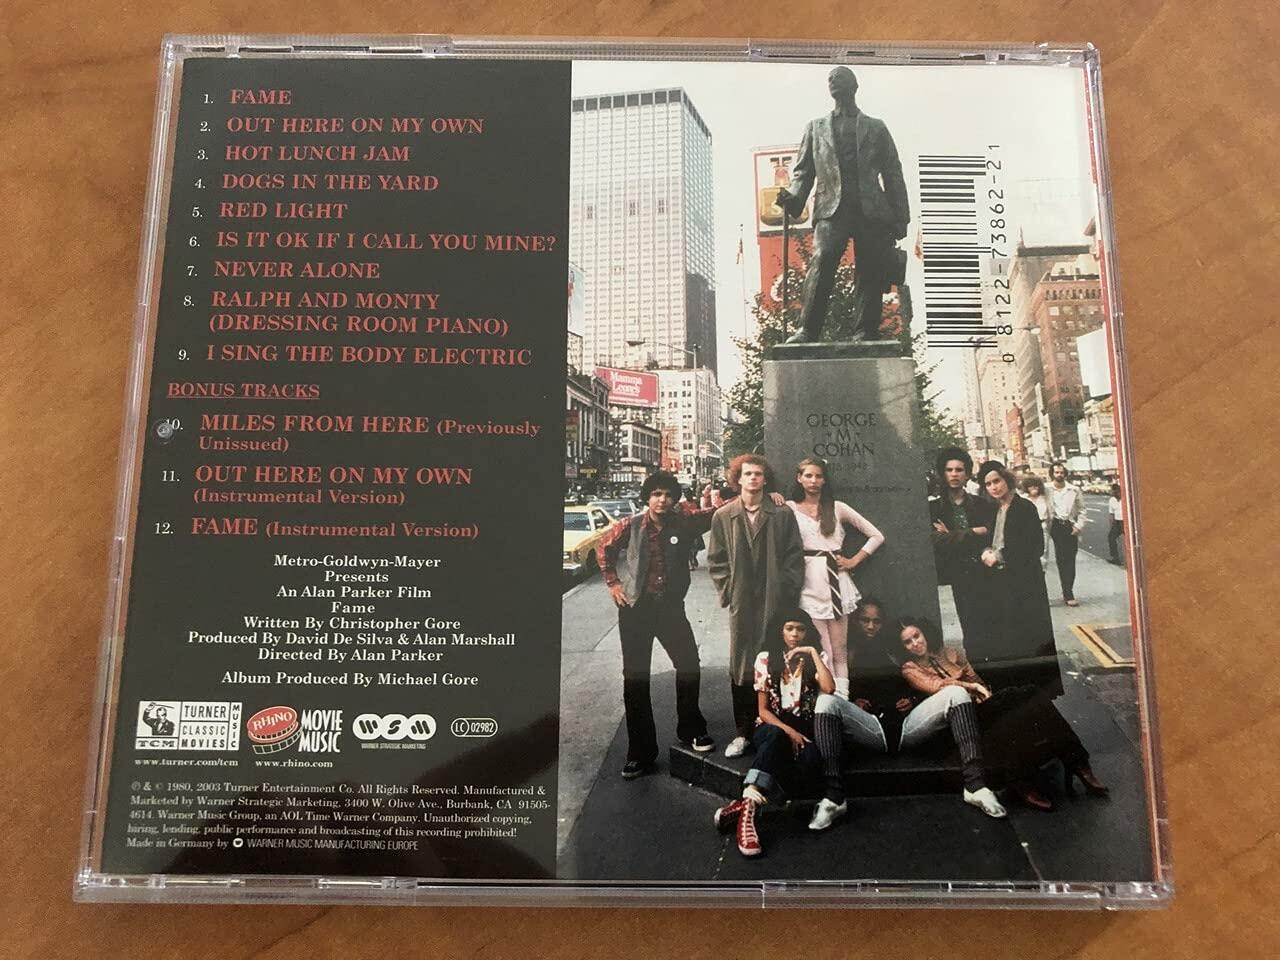 1. FAME
2. OUT HERE ON MY OWN
3. HOT LUNCH JAM
4. DOGS IN THE YARD
5. RED LIGHT
6. IS IT OK IF I CALL YOU MINE?
7. NEVER ALONE
8. RALPH AND MONTY
(DRESSING ROOM PIANO)
9. I SING THE BODY ELECTRIC
BONUS TRACKS
10. MILES FROM HERE (Previously
Unissued)
11. OUT HERE ON MY OWN
(Instrumental Version)
12. FAME (Instrumental Version)
Metro-Goldwyn-Mayer
Presents
An Alan Parker Film
Fame
Written By Christopher Gore
Produced By David De Silva & Alan Marshall
Directed By Alan Parker
Album Produced By Michael Gore
TCM
TURNER
CLASSIC
MOVIES
MUSIC
www.turner.com/tcm
RHINO
MOVIE
MUSIC
www.rhino.com
WSM
WARNER STRATEGIC MARKETING
LC 02982
℗ & © 1980, 2003 Turner Entertainment Co. All Rights Reserved. Manufactured &
Marketed by Warner Strategic Marketing, 3400 W. Olive Ave., Burbank, CA 91505-
4614. Warner Music Group, an AOL Time Warner Company. Unauthorized copying,
hiring, lending, public performance and broadcasting of this recording prohibited!
Made in Germany by WARNER MUSIC MANUFACTURING EUROPE
0 8122-73862-2 1
Mamma
Leone's
GEORGE
M
COHAN